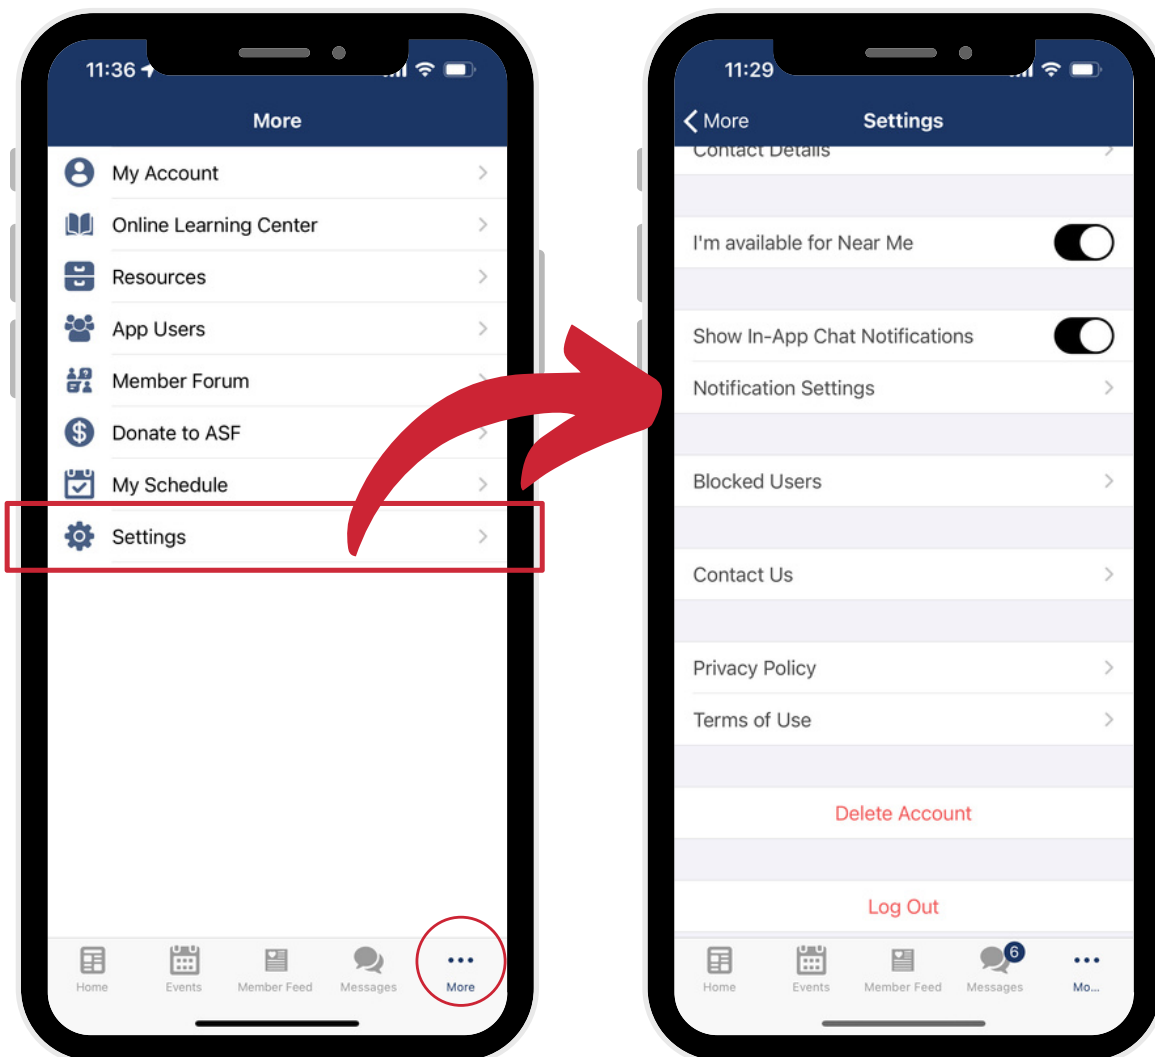 11:36
More
My Account
Online Learning Center
Resources
App Users
Member Forum
Donate to ASF
My Schedule
Settings
Home
Events
Member Feed
Messages
More
11:29
More
Settings
Contact Details
I'm available for Near Me
Show In-App Chat Notifications
Notification Settings
Blocked Users
Contact Us
Privacy Policy
Terms of Use
Delete Account
Log Out
6
Home
Events
Member Feed
Messages
Mo...